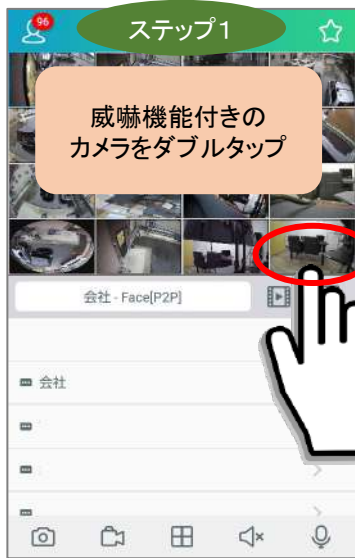 96
ステップ1
威嚇機能付きの
カメラをダブルタップ
会社 - Face[P2P]
会社